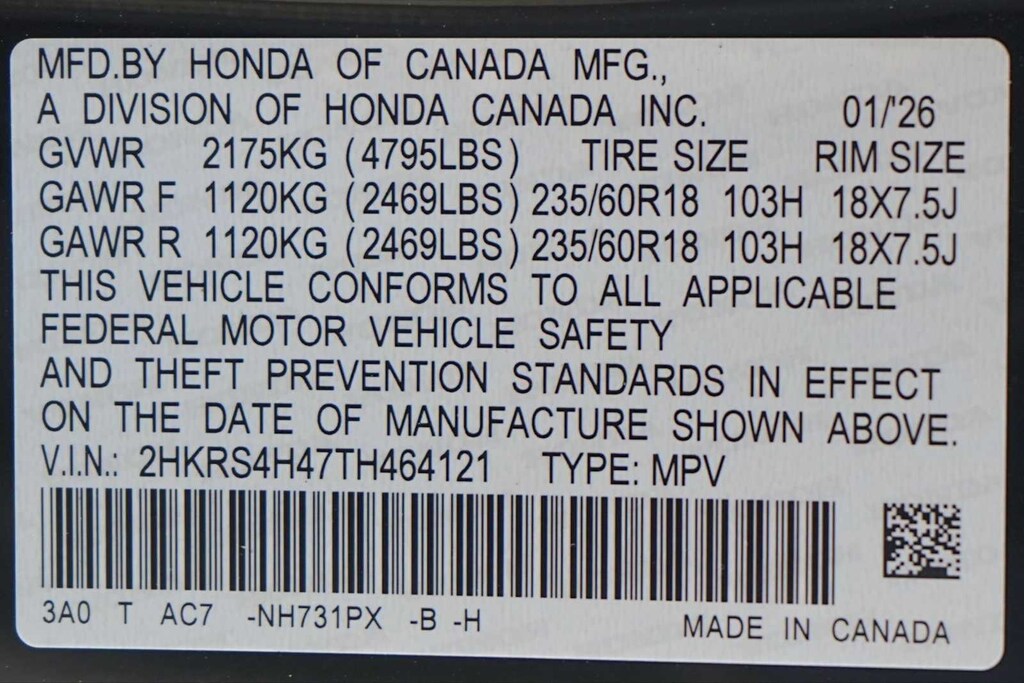 MFD.BY HONDA OF CANADA MFG.,
A DIVISION OF HONDA CANADA INC. 01/'26
GVWR 2175KG (4795LBS) TIRE SIZE RIM SIZE
GAWR F 1120KG (2469LBS) 235/60R18 103H 18X7.5J
GAWR R 1120KG (2469LBS) 235/60R18 103H 18X7.5J
THIS VEHICLE CONFORMS TO ALL APPLICABLE
FEDERAL MOTOR VEHICLE SAFETY
AND THEFT PREVENTION STANDARDS IN EFFECT
ON THE DATE OF MANUFACTURE SHOWN ABOVE.
V.I.N.: 2HKRS4H47TH464121 TYPE: MPV
3A0 T AC7 -NH731PX -B -H MADE IN CANADA